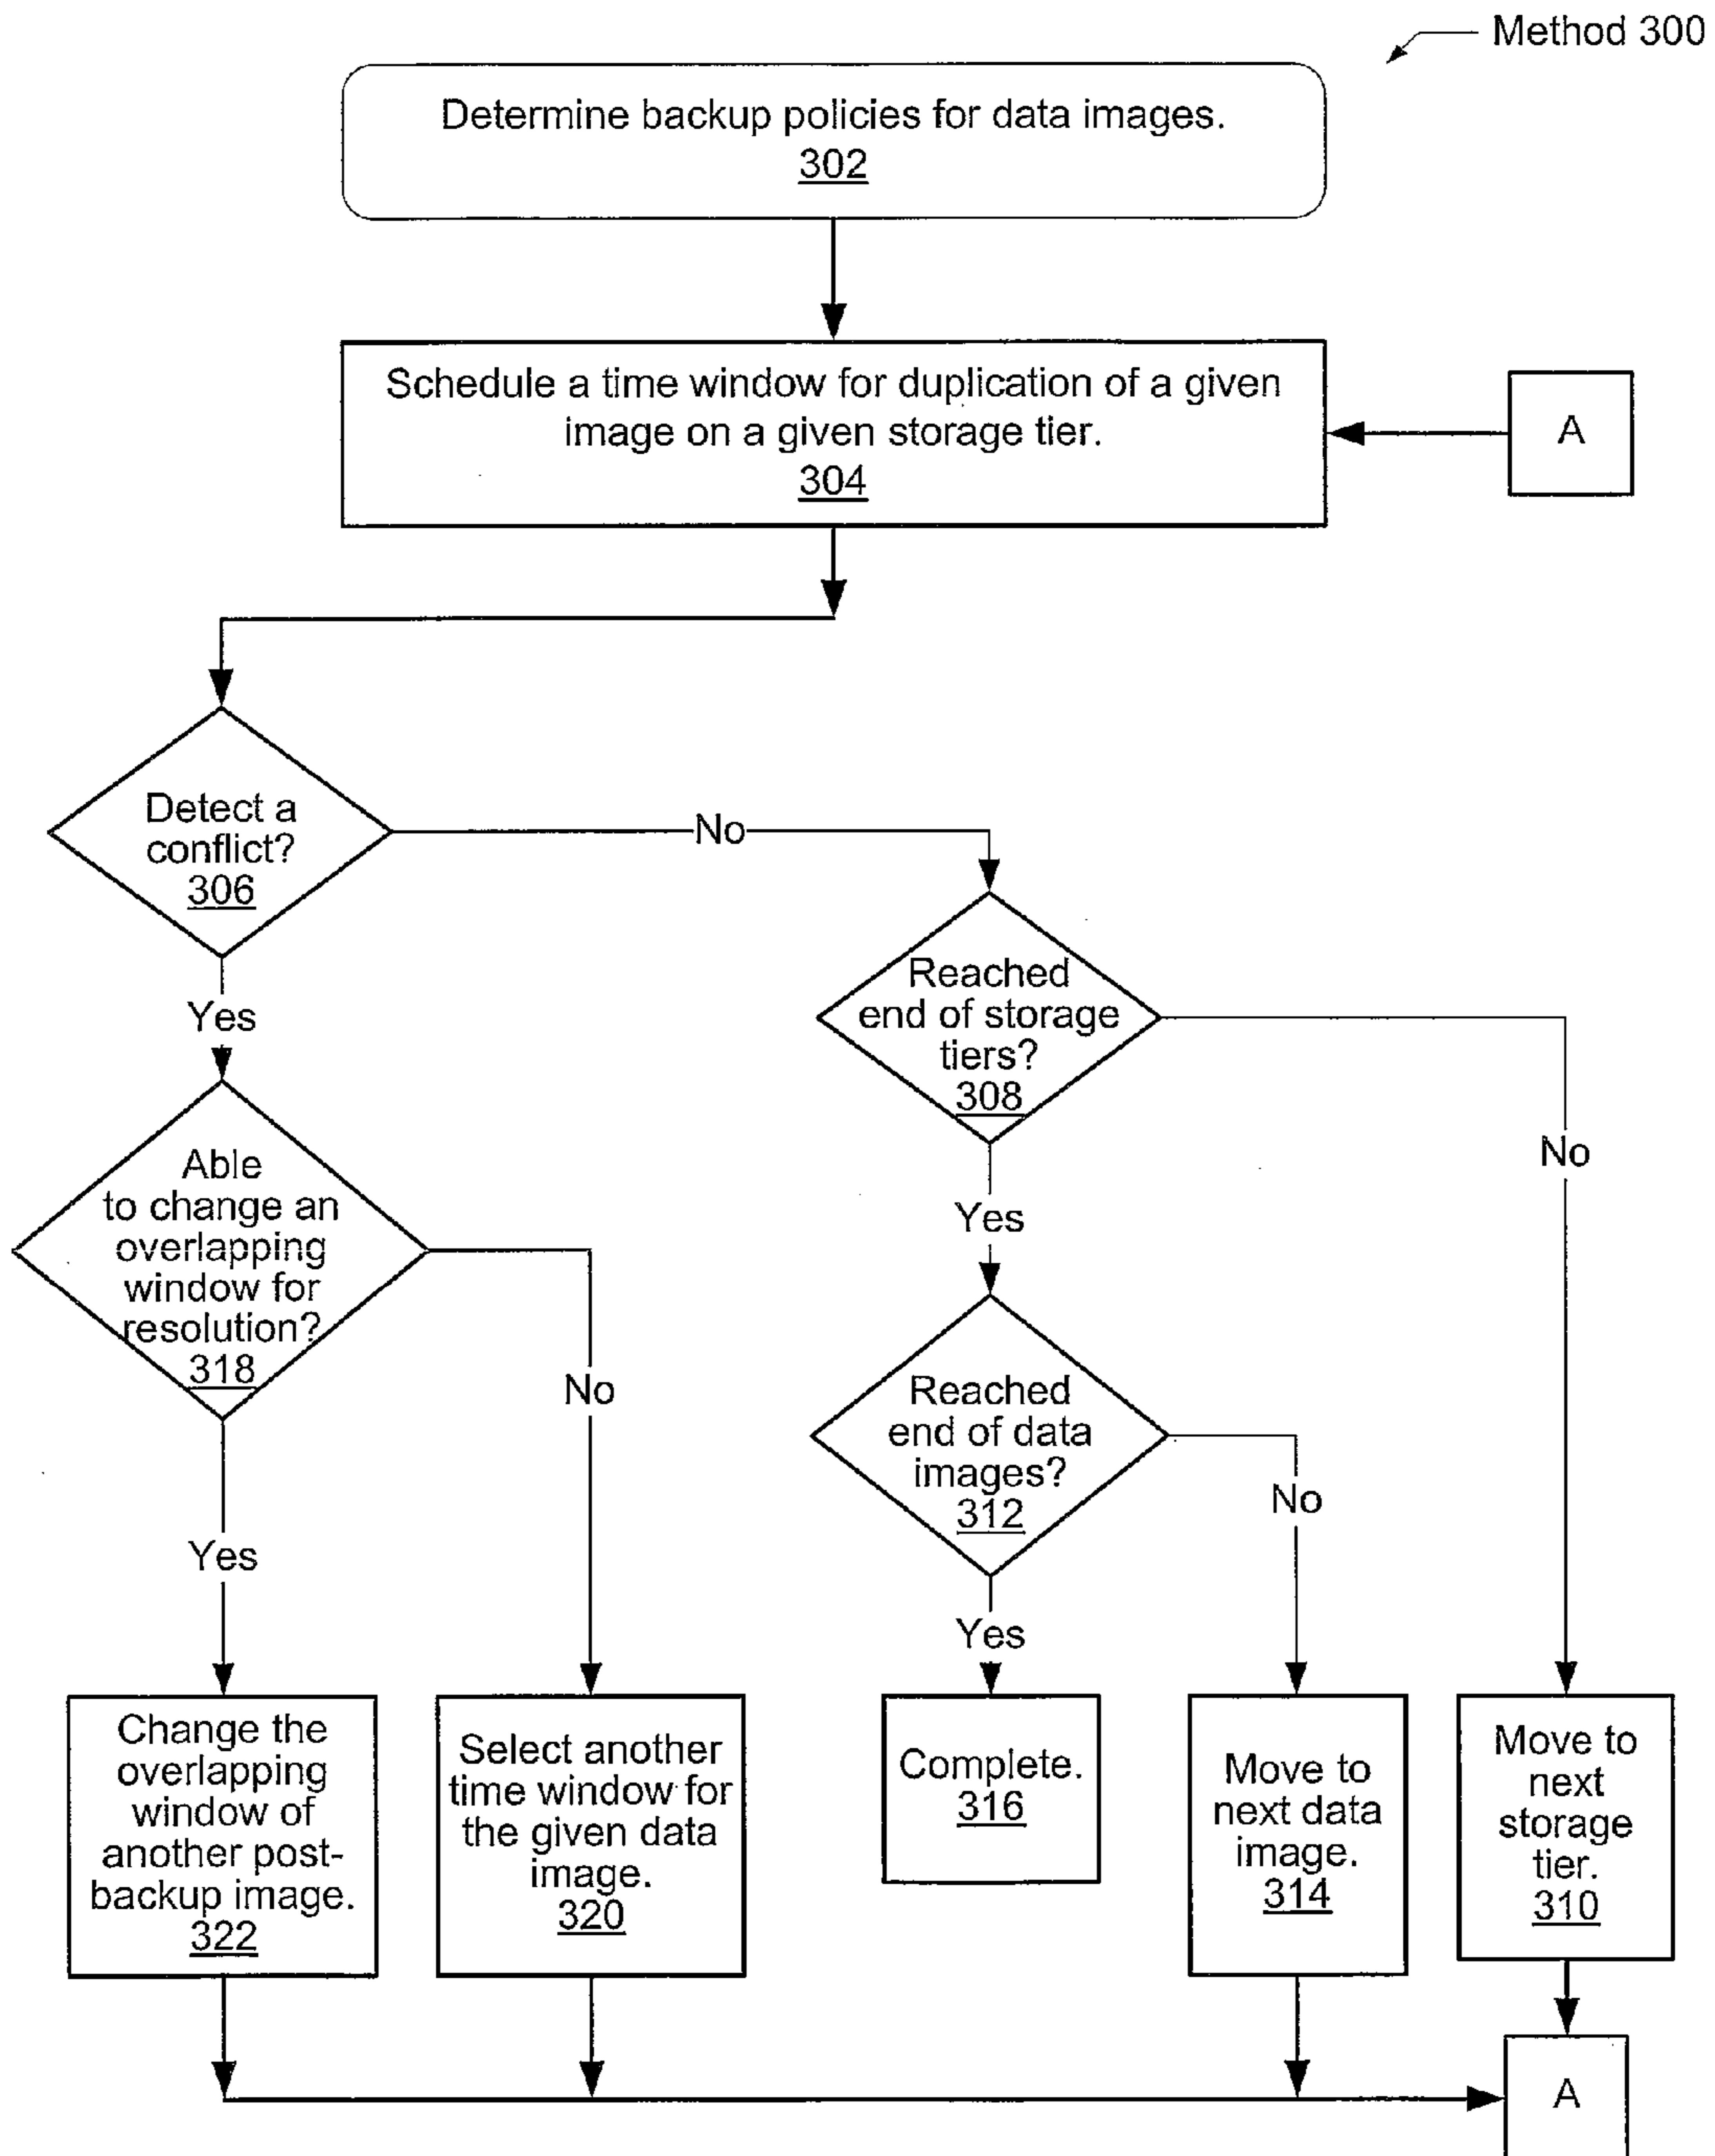 Method 300
Determine backup policies for data images.
302
Schedule a time window for duplication of a given
image on a given storage tier.
304
A
Detect a
conflict?
306
No
Yes
Reached
end of storage
tiers?
308
No
Yes
Able
to change an
overlapping
window for
resolution?
318
No
Yes
Reached
end of data
images?
312
No
Yes
Change the
overlapping
window of
another post-
backup image.
322
Select another
time window for
the given data
image.
320
Complete.
316
Move to
next data
image.
314
Move to
next
storage
tier.
310
A